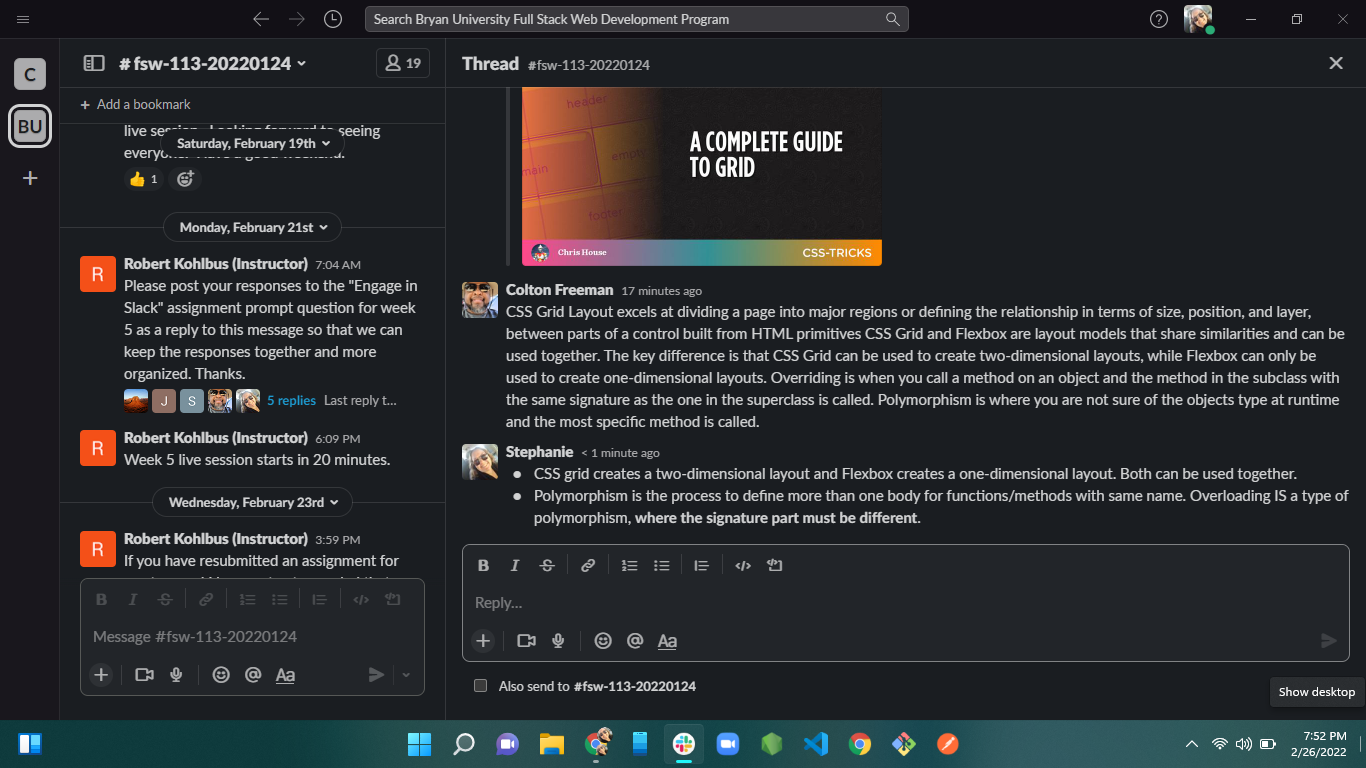 Search Bryan University Full Stack Web Development Program
C
BU
# fsw-113-20220124
19
Add a bookmark
live session. Looking forward to seeing
Saturday, February 19th
1
Monday, February 21st
R
Robert Kohlbus (Instructor) 7:04 AM
Please post your responses to the "Engage in
Slack" assignment prompt question for week
5 as a reply to this message so that we can
keep the responses together and more
organized. Thanks.
J
S
5 replies Last reply t...
R
Robert Kohlbus (Instructor) 6:09 PM
Week 5 live session starts in 20 minutes.
Wednesday, February 23rd
R
Robert Kohlbus (Instructor) 3:59 PM
If you have resubmitted an assignment for
Message #fsw-113-20220124
Aa
Thread #fsw-113-20220124
header
main
empty
footer
A COMPLETE GUIDE
TO GRID
Chris House
CSS-TRICKS
Colton Freeman 17 minutes ago
CSS Grid Layout excels at dividing a page into major regions or defining the relationship in terms of size, position, and layer,
between parts of a control built from HTML primitives CSS Grid and Flexbox are layout models that share similarities and can be
used together. The key difference is that CSS Grid can be used to create two-dimensional layouts, while Flexbox can only be
used to create one-dimensional layouts. Overriding is when you call a method on an object and the method in the subclass with
the same signature as the one in the superclass is called. Polymorphism is where you are not sure of the objects type at runtime
and the most specific method is called.
Stephanie < 1 minute ago
• CSS grid creates a two-dimensional layout and Flexbox creates a one-dimensional layout. Both can be used together.
• Polymorphism is the process to define more than one body for functions/methods with same name. Overloading IS a type of
polymorphism, where the signature part must be different.
B I S
Reply...
Aa
Also send to #fsw-113-20220124
Show desktop
7:52 PM
2/26/2022